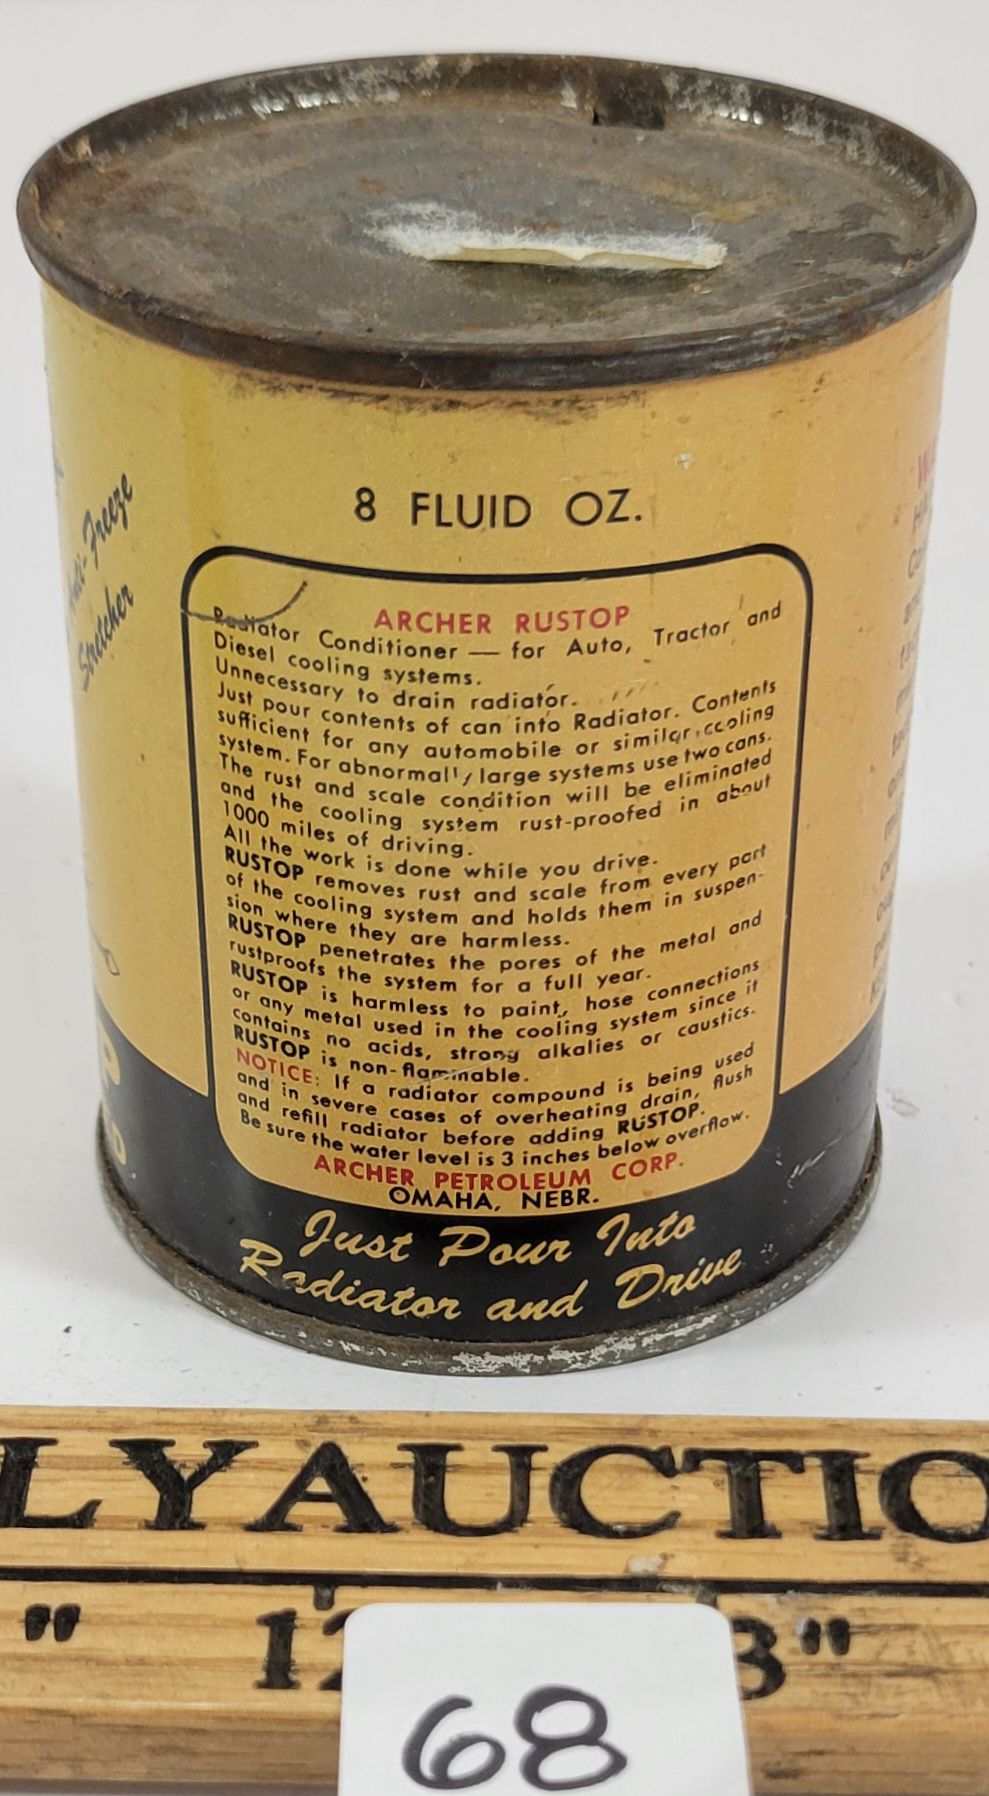 8 FLUID OZ.
ARCHER RUSTOP
Radiator Conditioner — for Auto, Tractor and
Diesel cooling systems.
Unnecessary to drain radiator.
Just pour contents of can into Radiator. Contents
sufficient for any automobile or similar cooling
system. For abnormally large systems use two cans.
The rust and scale condition will be eliminated
and the cooling system rust-proofed in about
1000 miles of driving.
All the work is done while you drive.
RUSTOP removes rust and scale from every part
of the cooling system and holds them in suspen-
sion where they are harmless.
RUSTOP penetrates the pores of the metal and
rustproofs the system for a full year.
RUSTOP is harmless to paint, hose connections
or any metal used in the cooling system since it
contains no acids, strong alkalies or caustics.
RUSTOP is non-flammable.
NOTICE: If a radiator compound is being used
and in severe cases of overheating drain, flush
and refill radiator before adding RUSTOP.
Be sure the water level is 3 inches below overflow.
ARCHER PETROLEUM CORP.
OMAHA, NEBR.
Just Pour Into
Radiator and Drive
Anti-Freeze
Stretcher
P
D
LYAUCTIO
" 12 3"
68